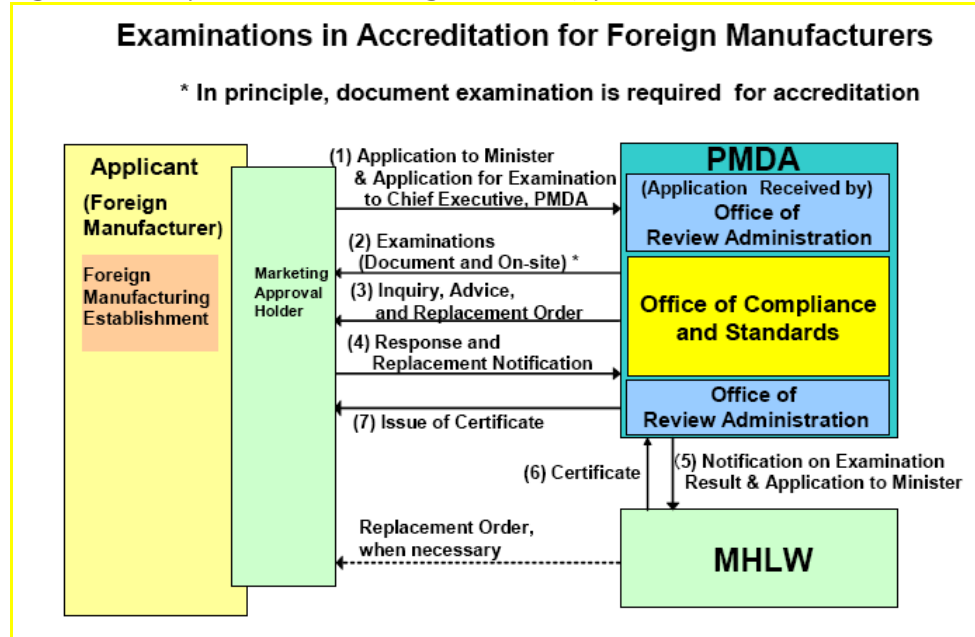 Examinations in Accreditation for Foreign Manufacturers
* In principle, document examination is required for accreditation
Applicant
(Foreign
Manufacturer)
Foreign
Manufacturing
Establishment
Marketing
Approval
Holder
(1) Application to Minister
& Application for Examination
to Chief Executive, PMDA
(2) Examinations
(Document and On-site) *
(3) Inquiry, Advice,
and Replacement Order
(4) Response and
Replacement Notification
(7) Issue of Certificate
PMDA
(Application Received by)
Office of
Review Administration
Office of Compliance
and Standards
Office of
Review Administration
(6) Certificate
(5) Notification on Examination
Result & Application to Minister
Replacement Order,
when necessary
MHLW